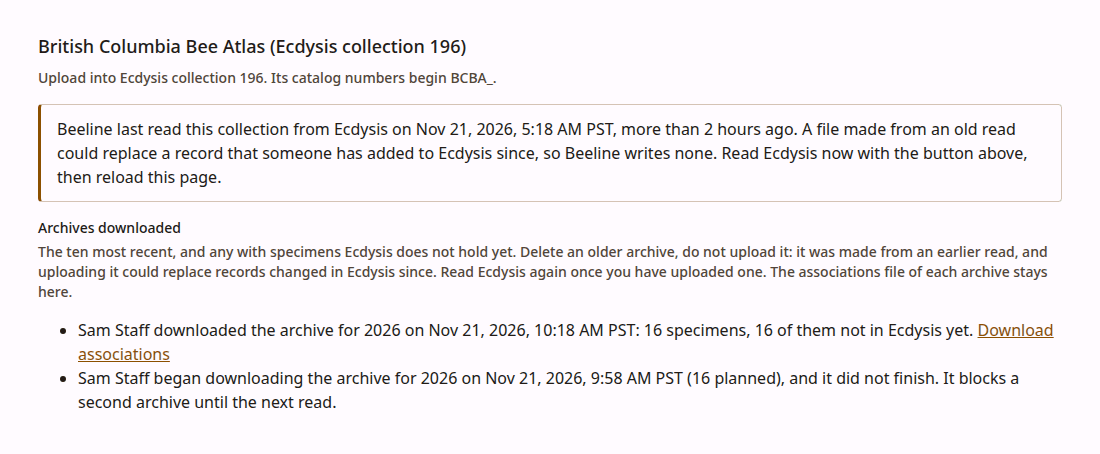 British Columbia Bee Atlas (Ecdysis collection 196)
Upload into Ecdysis collection 196. Its catalog numbers begin BCBA_.
Beeline last read this collection from Ecdysis on Nov 21, 2026, 5:18 AM PST, more than 2 hours ago. A file made from an old read
could replace a record that someone has added to Ecdysis since, so Beeline writes none. Read Ecdysis now with the button above,
then reload this page.
Archives downloaded
The ten most recent, and any with specimens Ecdysis does not hold yet. Delete an older archive, do not upload it: it was made from an earlier read, and
uploading it could replace records changed in Ecdysis since. Read Ecdysis again once you have uploaded one. The associations file of each archive stays
here.
• Sam Staff downloaded the archive for 2026 on Nov 21, 2026, 10:18 AM PST: 16 specimens, 16 of them not in Ecdysis yet. Download
associations
• Sam Staff began downloading the archive for 2026 on Nov 21, 2026, 9:58 AM PST (16 planned), and it did not finish. It blocks a
second archive until the next read.